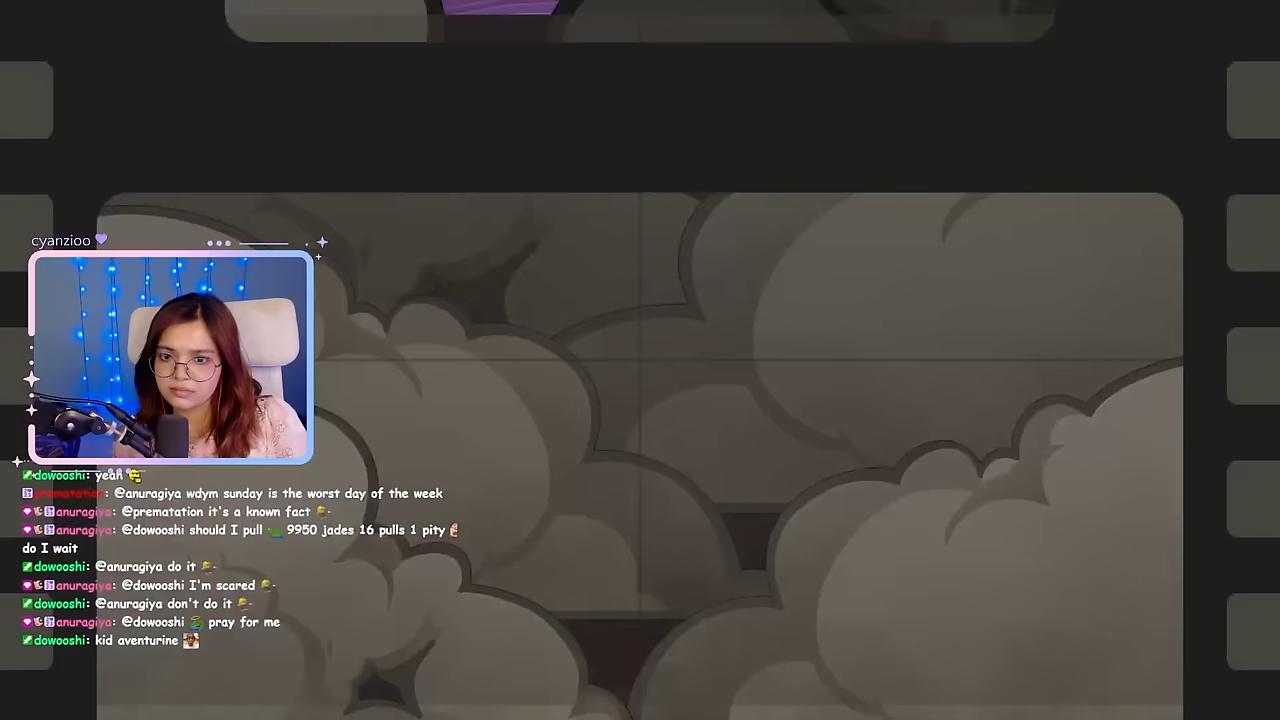 cyanzioo
dowooshi: yeah
prematation: @anuragiya wdym sunday is the worst day of the week
anuragiya: @prematation it's a known fact
anuragiya: @dowooshi should I pull 9950 jades 16 pulls 1 pity
do I wait
dowooshi: @anuragiya do it
anuragiya: @dowooshi I'm scared
dowooshi: @anuragiya don't do it
anuragiya: @dowooshi pray for me
dowooshi: kid aventurine